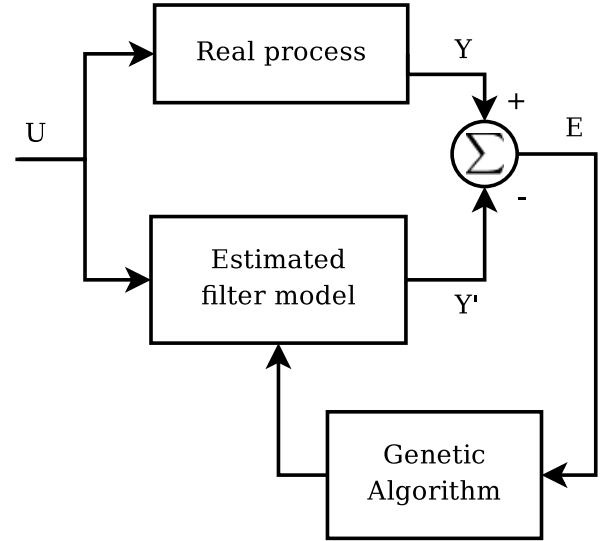 Real process
Y
+
U
Σ
E
-
Estimated
filter model
Y'
Genetic
Algorithm